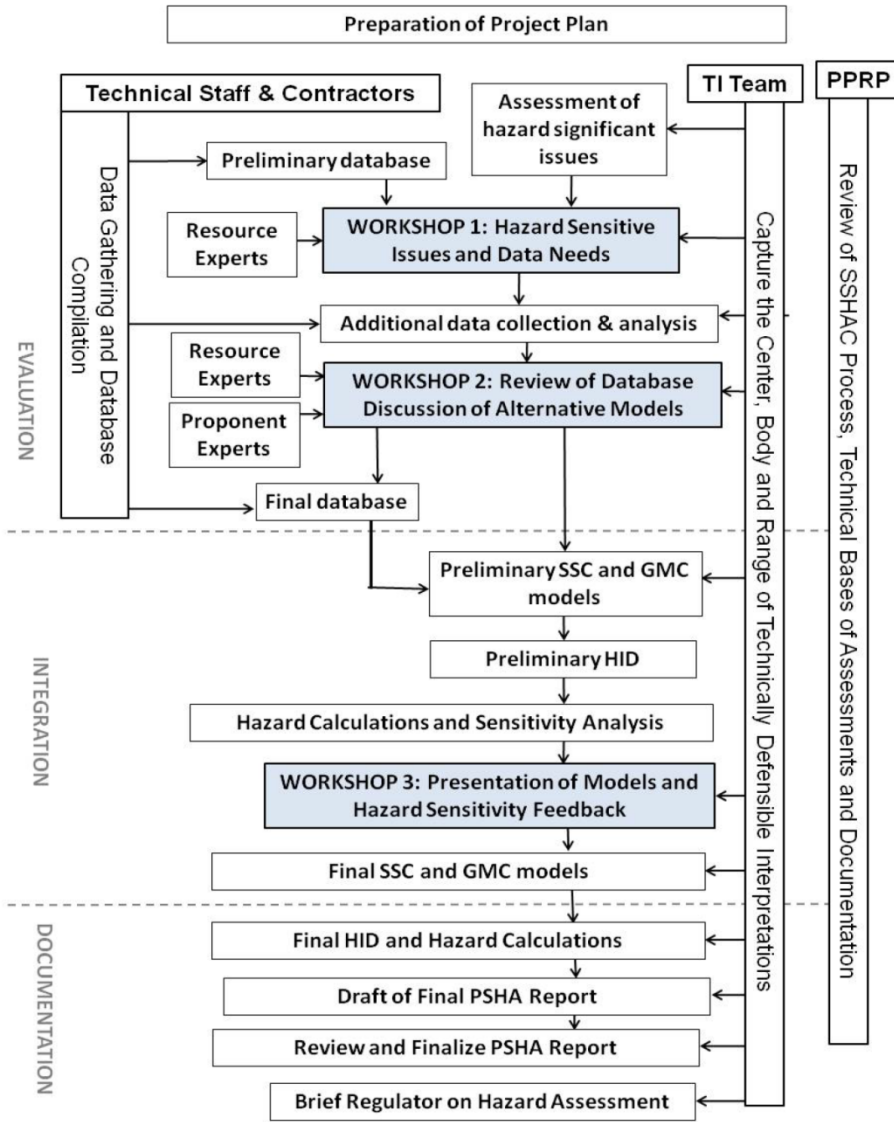 Preparation of Project Plan
Technical Staff & Contractors
TI Team
PPRP
Assessment of
hazard significant
issues
Preliminary database
Data Gathering and Database
Compilation
Resource
Experts
WORKSHOP 1: Hazard Sensitive
Issues and Data Needs
Additional data collection & analysis
Resource
Experts
WORKSHOP 2: Review of Database
Discussion of Alternative Models
Proponent
Experts
Final database
EVALUATION
Capture the Center, Body and Range of Technically Defensible Interpretations
Review of SSHAC Process, Technical Bases of Assessments and Documentation
Preliminary SSC and GMC
models
Preliminary HID
INTEGRATION
Hazard Calculations and Sensitivity Analysis
WORKSHOP 3: Presentation of Models and
Hazard Sensitivity Feedback
Final SSC and GMC models
DOCUMENTATION
Final HID and Hazard Calculations
Draft of Final PSHA Report
Review and Finalize PSHA Report
Brief Regulator on Hazard Assessment